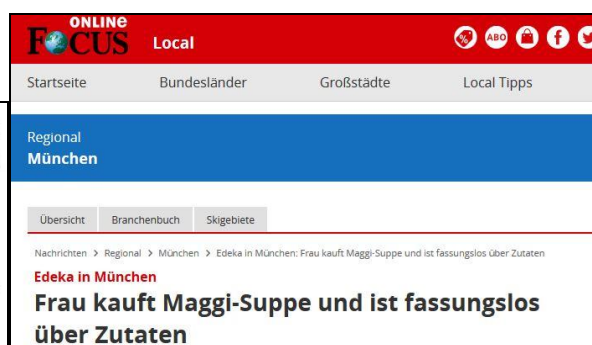 ONLINE
FOCUS Local
ABO
Startseite Bundesländer Großstädte Local Tipps
Regional
München
Übersicht Branchenbuch Skigebiete
Nachrichten > Regional > München > Edeka in München: Frau kauft Maggi-Suppe und ist fassungslos über Zutaten
Edeka in München
Frau kauft Maggi-Suppe und ist fassungslos
über Zutaten